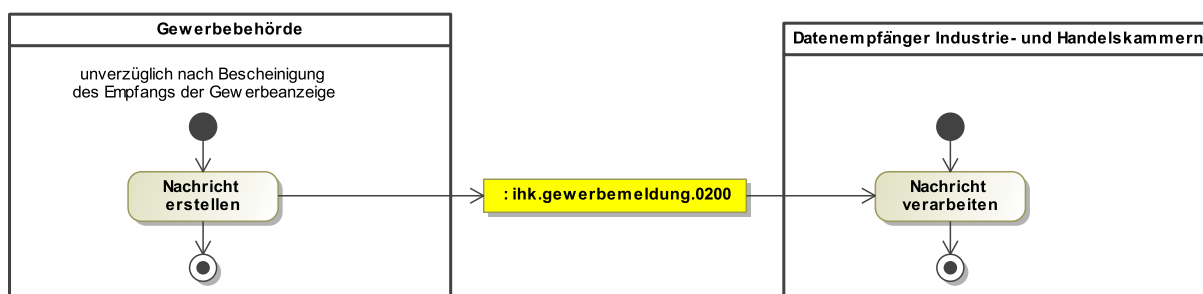 Gewerbebehörde
Datenempfänger Industrie- und Handelskammern
unverzüglich nach Bescheinigung
des Empfangs der Gewerbeanzeige
Nachricht
erstellen
: ihk.gewerbemeldung.0200
Nachricht
verarbeiten